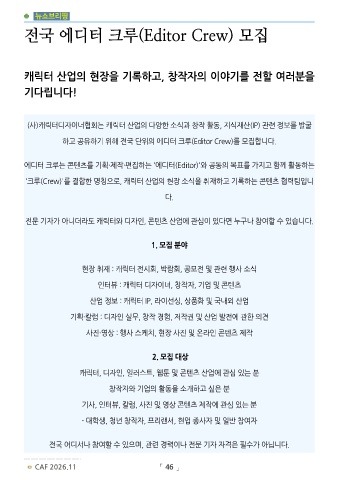 뉴스브리핑
전국 에디터 크루(Editor Crew) 모집
캐릭터 산업의 현장을 기록하고, 창작자의 이야기를 전할 여러분을
기다립니다!
(사)캐릭터디자이너협회는 캐릭터 산업의 다양한 소식과 창작 활동, 지식재산(IP) 관련 정보를 발굴
하고 공유하기 위해 전국 단위의 에디터 크루(Editor Crew)를 모집합니다.
에디터 크루는 콘텐츠를 기획·제작·편집하는 '에디터(Editor)'와 공동의 목표를 가지고 함께 활동하는
'크루(Crew)'를 결합한 명칭으로, 캐릭터 산업의 현장 소식을 취재하고 기록하는 콘텐츠 협력팀입니
다.
전문 기자가 아니더라도 캐릭터와 디자인, 콘텐츠 산업에 관심이 있다면 누구나 참여할 수 있습니다.
1. 모집 분야
현장 취재 : 캐릭터 전시회, 박람회, 공모전 및 관련 행사 소식
인터뷰 : 캐릭터 디자이너, 창작자, 기업 및 콘텐츠
산업 정보 : 캐릭터 IP, 라이선싱, 상품화 및 국내외 산업
기획·칼럼 : 디자인 실무, 창작 경험, 저작권 및 산업 발전에 관한 의견
사진·영상 : 행사 스케치, 현장 사진 및 온라인 콘텐츠 제작
2. 모집 대상
캐릭터, 디자인, 일러스트, 웹툰 및 콘텐츠 산업에 관심 있는 분
창작자와 기업의 활동을 소개하고 싶은 분
기사, 인터뷰, 칼럼, 사진 및 영상 콘텐츠 제작에 관심 있는 분
- 대학생, 청년 창작자, 프리랜서, 현업 종사자 및 일반 참여자
전국 어디서나 참여할 수 있으며, 관련 경력이나 전문 기자 자격은 필수가 아닙니다.
CAF 2026.11
「 46 」